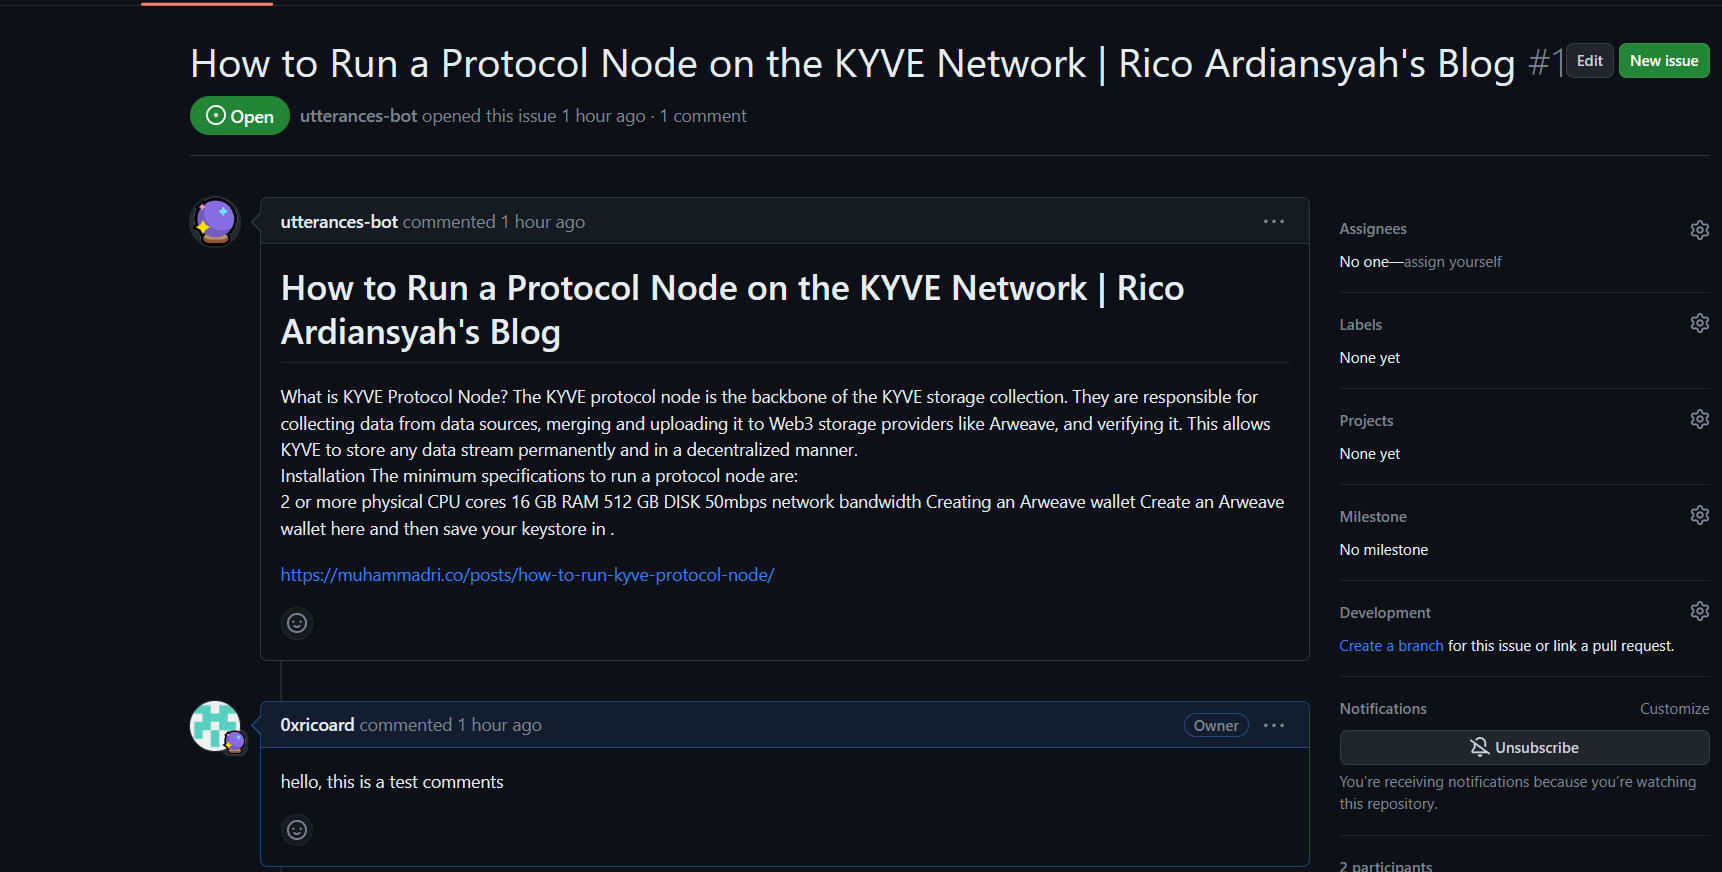 How to Run a Protocol Node on the KYVE Network | Rico Ardiansyah's Blog #1
Edit
New issue
Open
utterances-bot opened this issue 1 hour ago · 1 comment
utterances-bot commented 1 hour ago
How to Run a Protocol Node on the KYVE Network | Rico
Ardiansyah's Blog
What is KYVE Protocol Node? The KYVE protocol node is the backbone of the KYVE storage collection. They are responsible for
collecting data from data sources, merging and uploading it to Web3 storage providers like Arweave, and verifying it. This allows
KYVE to store any data stream permanently and in a decentralized manner.
Installation The minimum specifications to run a protocol node are:
2 or more physical CPU cores 16 GB RAM 512 GB DISK 50mbps network bandwidth Creating an Arweave wallet Create an Arweave
wallet here and then save your keystore in .
https://muhammadri.co/posts/how-to-run-kyve-protocol-node/
0xricoard commented 1 hour ago
Owner
hello, this is a test comments
Assignees
No one—assign yourself
Labels
None yet
Projects
None yet
Milestone
No milestone
Development
Create a branch for this issue or link a pull request.
Notifications
Customize
Unsubscribe
You're receiving notifications because you're watching
this repository.
2 participants